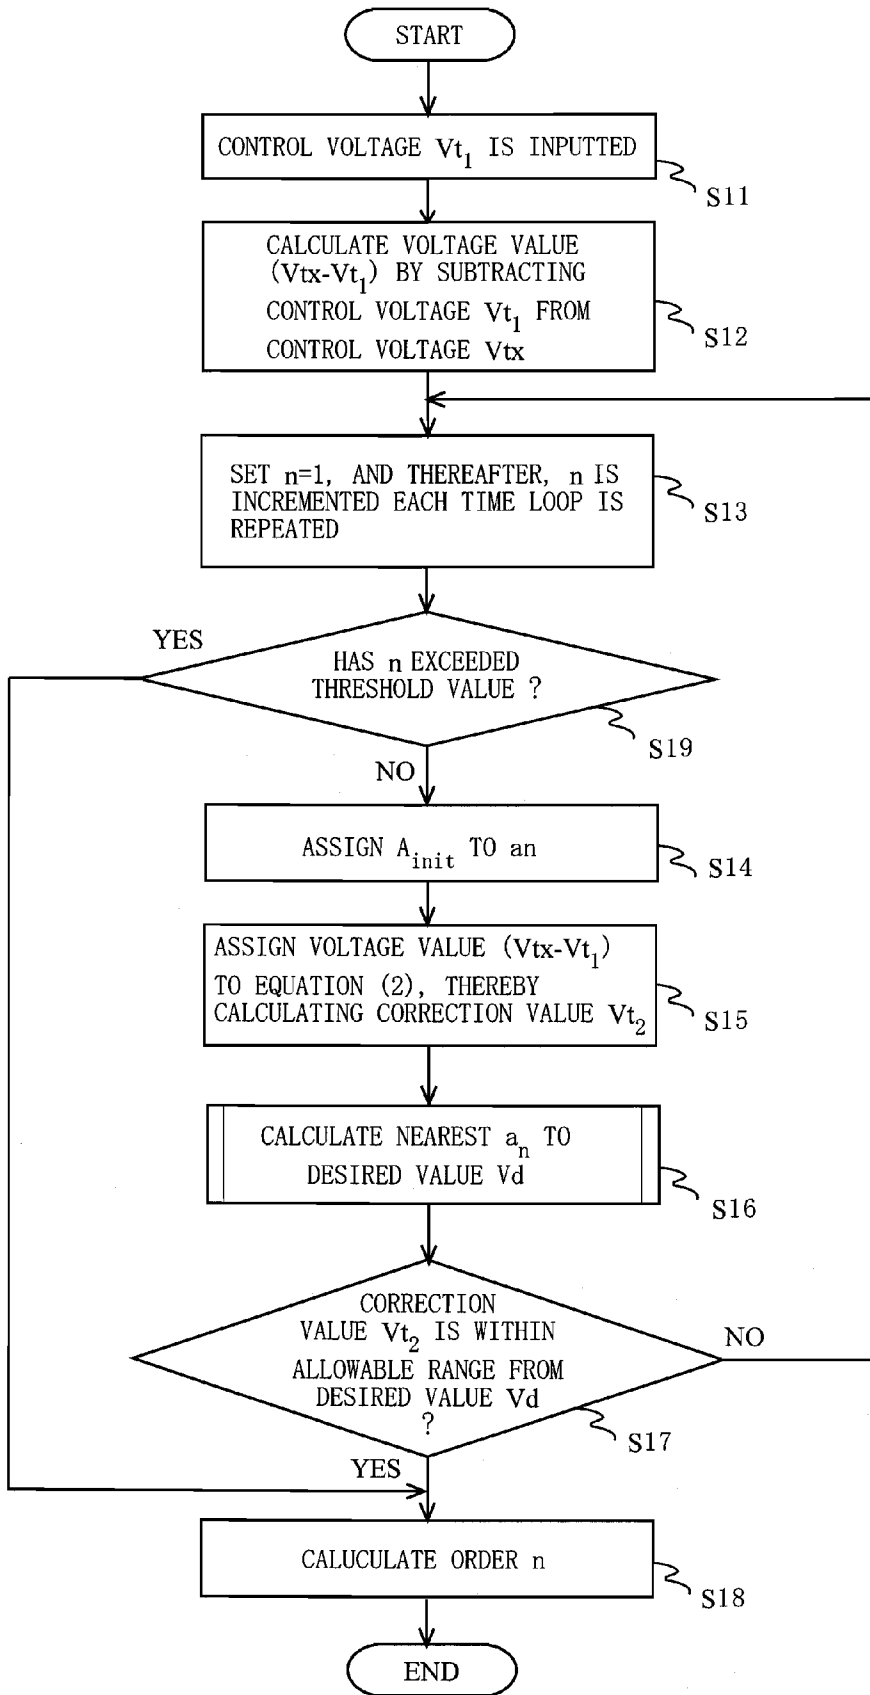 START
CONTROL VOLTAGE Vt1 IS INPUTTED
S11
CALCULATE VOLTAGE VALUE
(Vtx-Vt1) BY SUBTRACTING
CONTROL VOLTAGE Vt1 FROM
CONTROL VOLTAGE Vtx
S12
SET n=1, AND THEREAFTER, n IS
INCREMENTED EACH TIME LOOP IS
REPEATED
S13
YES
HAS n EXCEEDED
THRESHOLD VALUE ?
S19
NO
ASSIGN Ainit TO an
S14
ASSIGN VOLTAGE VALUE (Vtx-Vt1)
TO EQUATION (2), THEREBY
CALCULATING CORRECTION VALUE Vt2
S15
CALCULATE NEAREST an TO
DESIRED VALUE Vd
S16
CORRECTION
VALUE Vt2 IS WITHIN
ALLOWABLE RANGE FROM
DESIRED VALUE Vd
?
NO
S17
YES
CALUCULATE ORDER n
S18
END